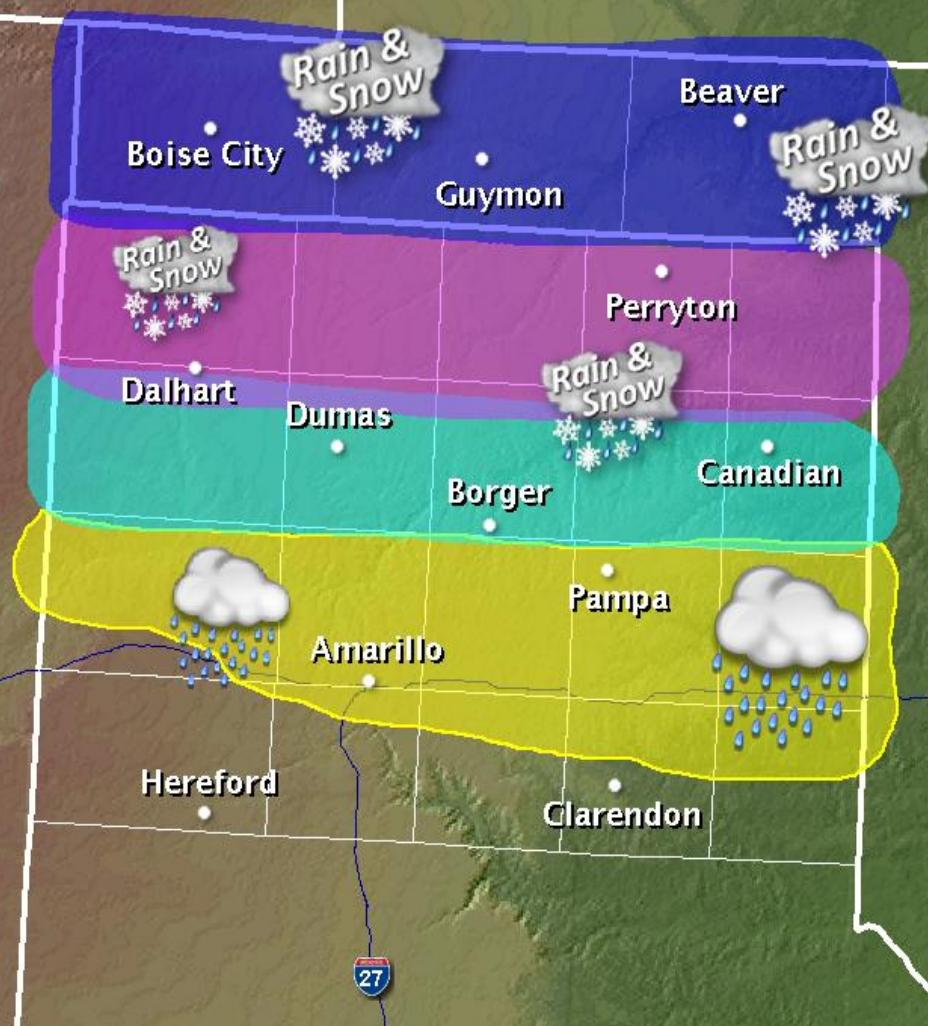 Rain &
Snow
Beaver
Boise City
Guymon
Rain &
Snow
Rain &
Snow
Perryton
Dalhart
Rain &
Snow
Dumas
Canadian
Borger
Pampa
Amarillo
Hereford
Clarendon
27